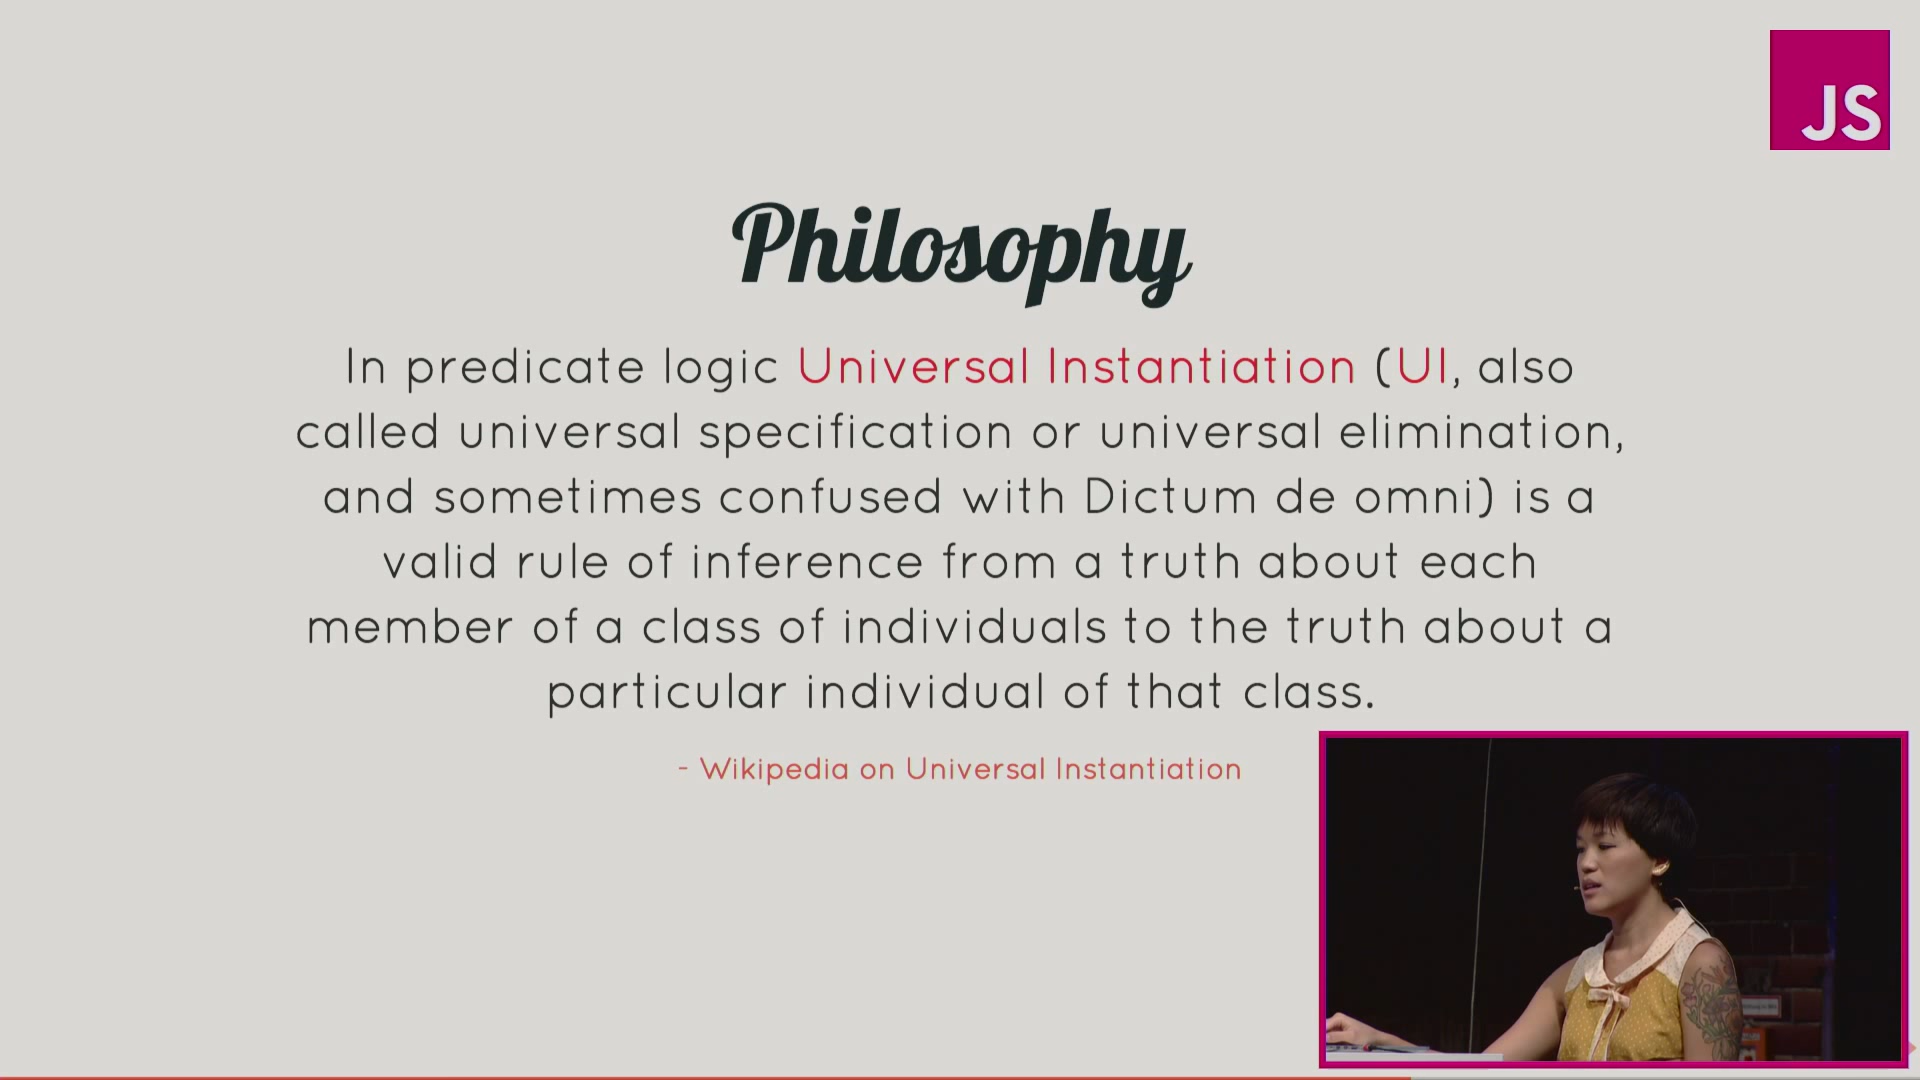 JS
Philosophy
In predicate logic Universal Instantiation (UI, also
called universal specification or universal elimination,
and sometimes confused with Dictum de omni) is a
valid rule of inference from a truth about each
member of a class of individuals to the truth about a
particular individual of that class.
- Wikipedia on Universal Instantiation